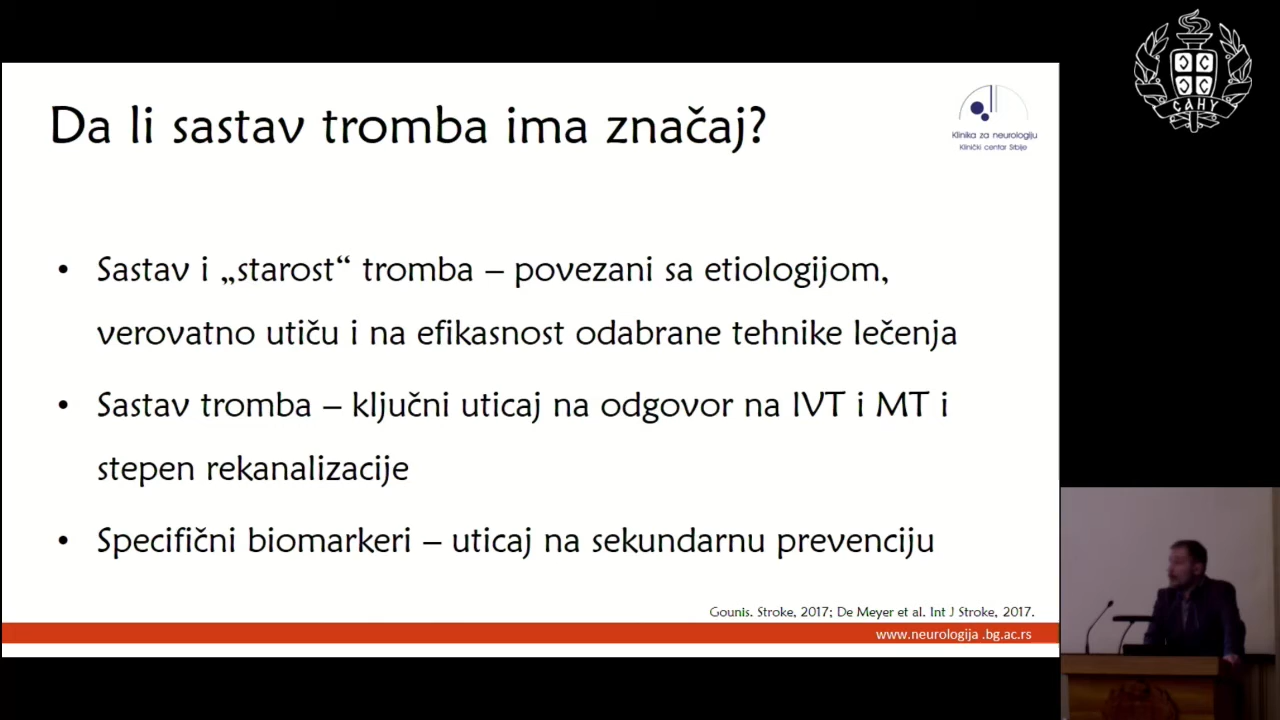 Da li sastav tromba ima značaj?
Klinika za neurologiju
Klinički centar Srbije
САНУ
• Sastav i „starost“ tromba – povezani sa etiologijom,
verovatno utiču i na efikasnost odabrane tehnike lečenja
• Sastav tromba – ključni uticaj na odgovor na IVT i MT i
stepen rekanalizacije
• Specifični biomarkeri – uticaj na sekundarnu prevenciju
Gounis. Stroke, 2017; De Meyer et al. Int J Stroke, 2017.
www.neurologija .bg.ac.rs